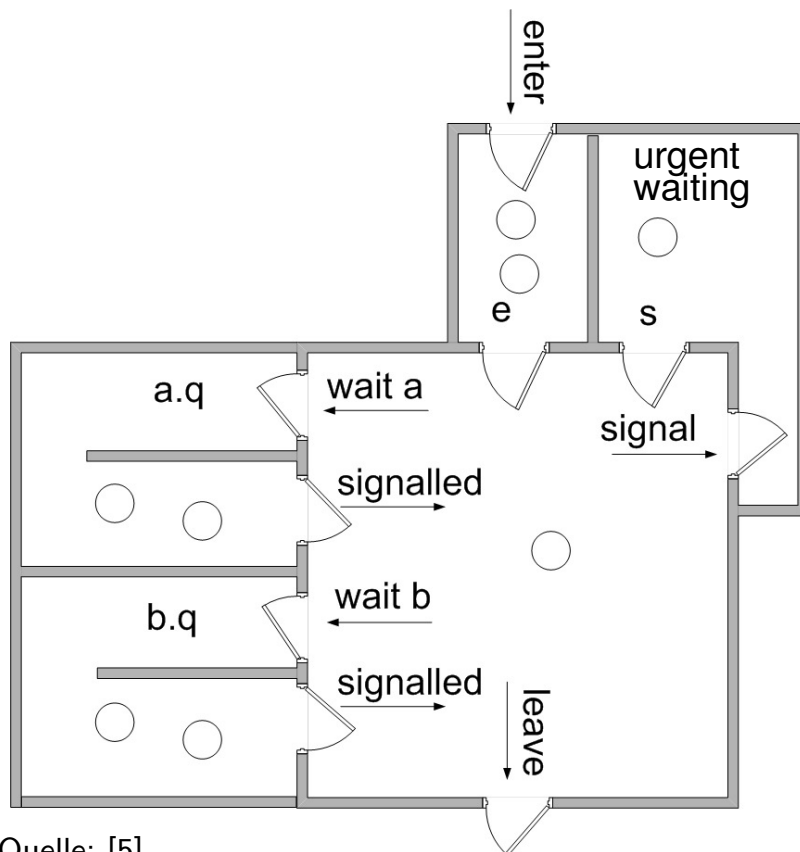 enter
urgent
waiting
e
s
a.q
wait a
signal
signalled
b.q
wait b
signalled
leave
Quelle: [5]